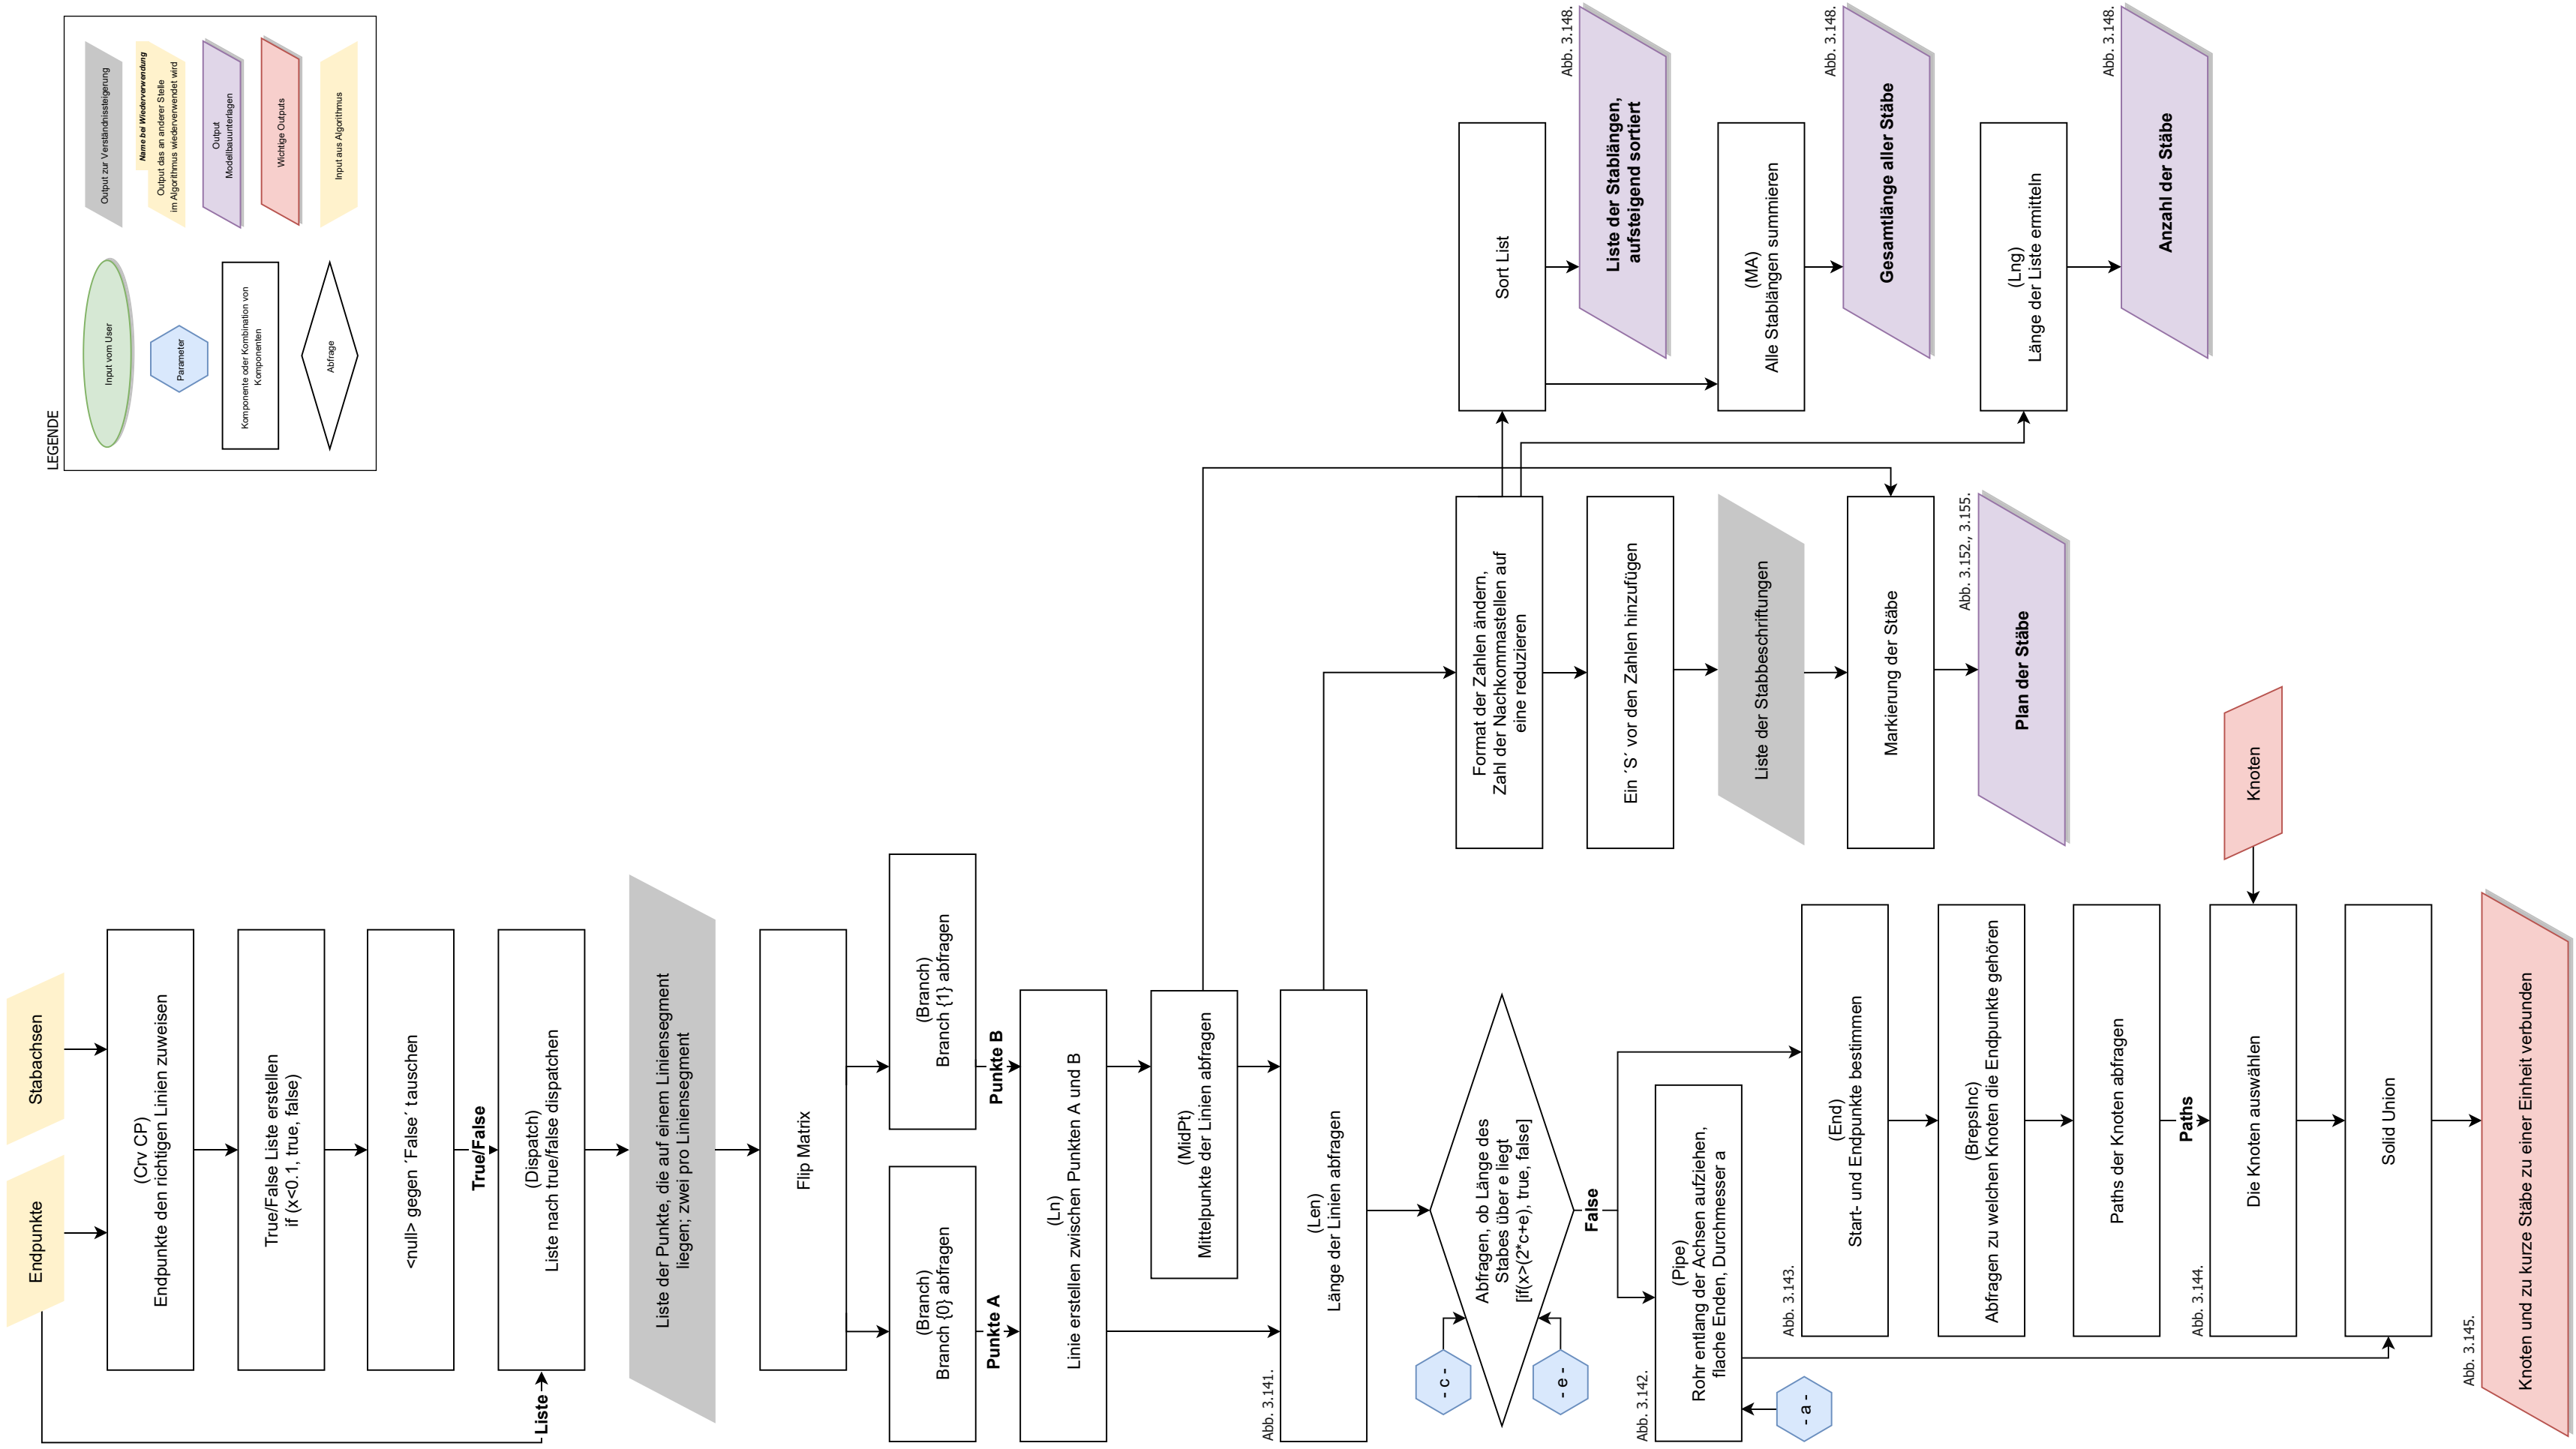 LEGENDE
Input vom User
Parameter
Komponente oder Kombination von
Komponenten
Abfrage
Output zur Verständnissteigerung
Name bei Wiederverwendung
Output das an anderer Stelle
im Algorithmus wiederverwendet wird
Output
Modellbauunterlagen
Wichtige Outputs
Input aus Algorithmus
Endpunkte
Stabachsen
(Crv CP)
Endpunkte den richtigen Linien zuweisen
True/False Liste erstellen
if (x<0.1, true, false)
<null> gegen ´False´ tauschen
True/False
Liste
(Dispatch)
Liste nach true/false dispatchen
Liste der Punkte, die auf einem Liniensegment
liegen; zwei pro Liniensegment
Flip Matrix
(Branch)
Branch {0} abfragen
(Branch)
Branch {1} abfragen
Punkte A
Punkte B
(Ln)
Linie erstellen zwischen Punkten A und B
(MidPt)
Mittelpunkte der Linien abfragen
Abb. 3.141.
(Len)
Länge der Linien abfragen
- c -
- e -
Abfragen, ob Länge des
Stabes über e liegt
[if(x>(2*c+e), true, false]
False
Abb. 3.142.
(Pipe)
Rohr entlang der Achsen aufziehen,
flache Enden, Durchmesser a
- a -
Abb. 3.143.
(End)
Start- und Endpunkte bestimmen
(BrepsInc)
Abfragen zu welchen Knoten die Endpunkte gehören
Paths der Knoten abfragen
Paths
Abb. 3.144.
Die Knoten auswählen
Knoten
Solid Union
Abb. 3.145.
Knoten und zu kurze Stäbe zu einer Einheit verbunden
Format der Zahlen ändern,
Zahl der Nachkommastellen auf
eine reduzieren
Ein ´S´ vor den Zahlen hinzufügen
Liste der Stabbeschriftungen
Markierung der Stäbe
Abb. 3.152., 3.155.
Plan der Stäbe
Sort List
Abb. 3.148.
Liste der Stablängen,
aufsteigend sortiert
(MA)
Alle Stablängen summieren
Abb. 3.148.
Gesamtlänge aller Stäbe
(Lng)
Länge der Liste ermitteln
Abb. 3.148.
Anzahl der Stäbe